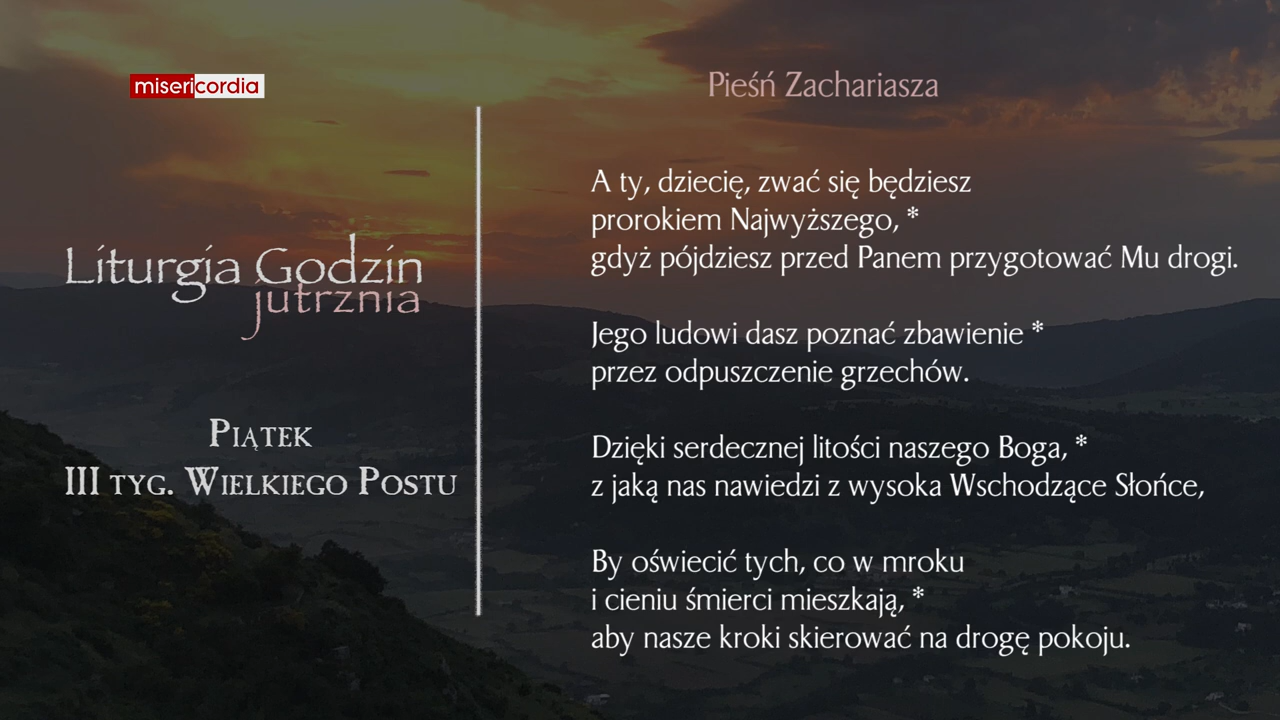 misericordia
Liturgia Godzin
jutrznia
Piątek
III tyg. Wielkiego Postu
Pieśń Zachariasza
A ty, dziecię, zwać się będziesz
prorokiem Najwyższego, *
gdyż pójdziesz przed Panem przygotować Mu drogi.
Jego ludowi dasz poznać zbawienie *
przez odpuszczenie grzechów.
Dzięki serdecznej litości naszego Boga, *
z jaką nas nawiedzi z wysoka Wschodzące Słońce,
By oświecić tych, co w mroku
i cieniu śmierci mieszkają, *
aby nasze kroki skierować na drogę pokoju.